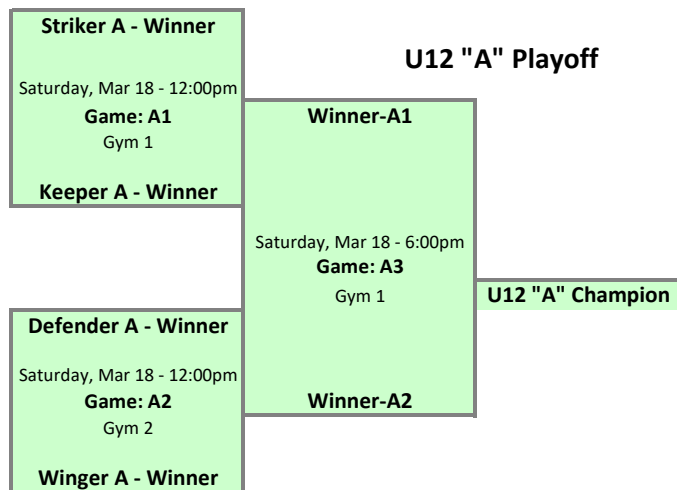 U12 "A" Playoff
Striker A - Winner
Saturday, Mar 18 - 12:00pm
Game: A1
Gym 1
Keeper A - Winner
Winner-A1
Saturday, Mar 18 - 6:00pm
Game: A3
Gym 1
Winner-A2
U12 "A" Champion
Defender A - Winner
Saturday, Mar 18 - 12:00pm
Game: A2
Gym 2
Winger A - Winner